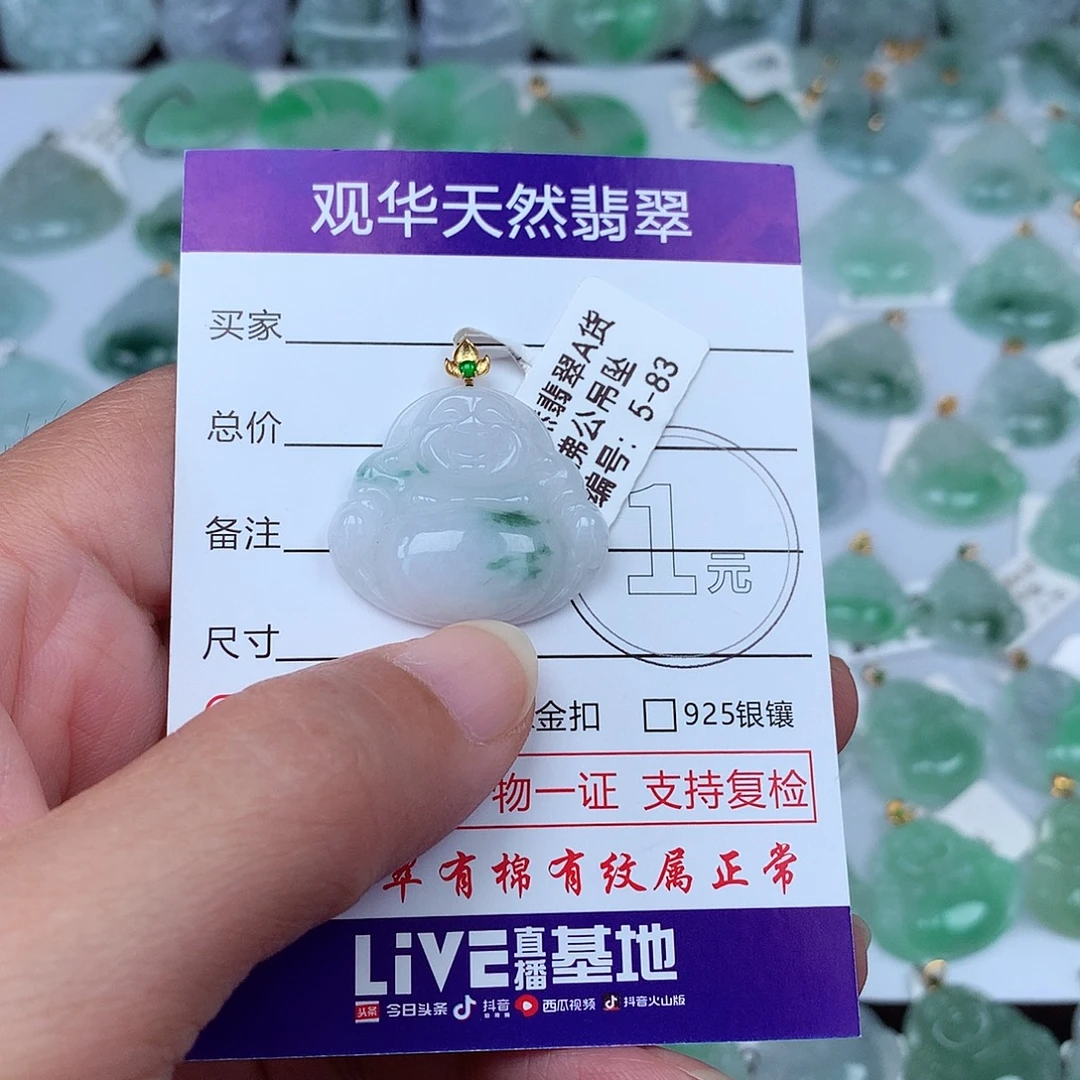 观华天然翡翠
买家
总价
备注
尺寸
翡翠A货
佛公吊坠
编号: 5-83
1元
金扣 925银镶
物一证 支持复检
翠有棉有纹属正常
LiVE直播基地
头条 今日头条 抖音 西瓜视频 抖音火山版